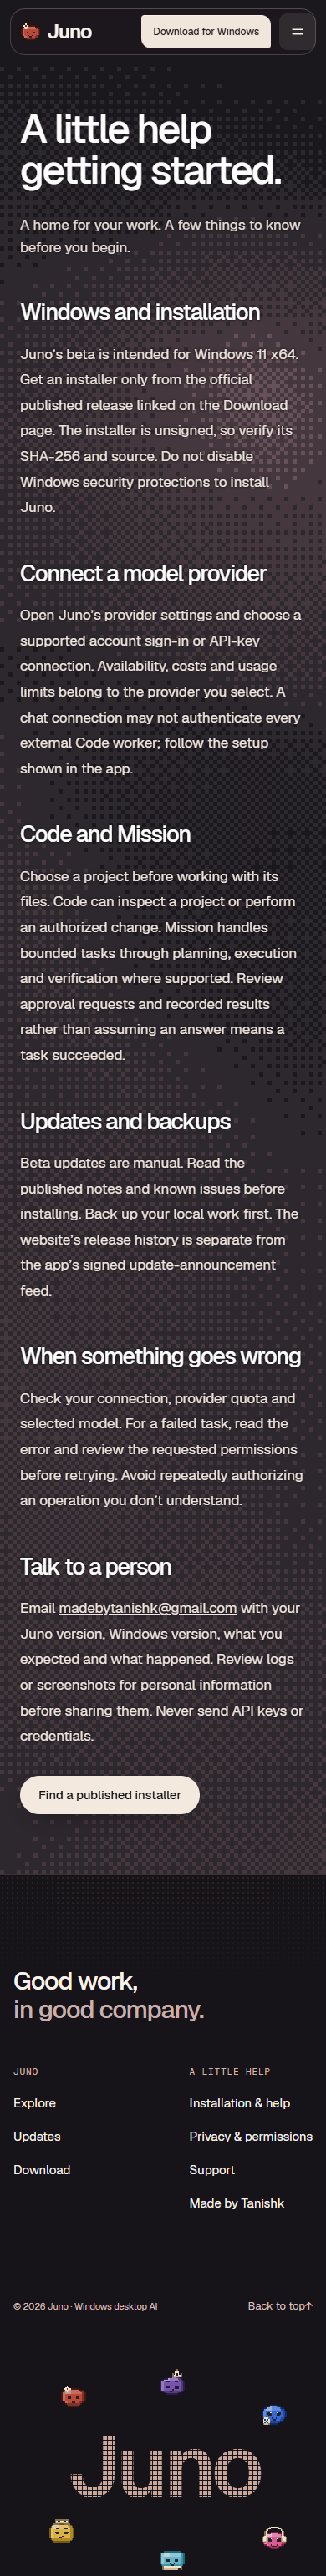 Juno
Download for Windows
A little help
getting started.
A home for your work. A few things to know
before you begin.
Windows and installation
Juno’s beta is intended for Windows 11 x64.
Get an installer only from the official
published release linked on the Download
page. The installer is unsigned, so verify its
SHA-256 and source. Do not disable
Windows security protections to install
Juno.
Connect a model provider
Open Juno’s provider settings and choose a
supported account sign-in or API-key
connection. Availability, costs and usage
limits belong to the provider you select. A
chat connection may not authenticate every
external Code worker; follow the setup
shown in the app.
Code and Mission
Choose a project before working with its
files. Code can inspect a project or perform
an authorized change. Mission handles
bounded tasks through planning, execution
and verification where supported. Review
approval requests and recorded results
rather than assuming an answer means a
task succeeded.
Updates and backups
Beta updates are manual. Read the
published notes and known issues before
installing. Back up your local work first. The
website’s release history is separate from
the app’s signed update-announcement
feed.
When something goes wrong
Check your connection, provider quota and
selected model. For a failed task, read the
error and review the requested permissions
before retrying. Avoid repeatedly authorizing
an operation you don’t understand.
Talk to a person
Email madebytanishk@gmail.com with your
Juno version, Windows version, what you
expected and what happened. Review logs
or screenshots for personal information
before sharing them. Never send API keys or
credentials.
Find a published installer
Good work,
in good company.
JUNO
Explore
Updates
Download
A LITTLE HELP
Installation & help
Privacy & permissions
Support
Made by Tanishk
© 2026 Juno · Windows desktop AI
Back to top↑
Juno